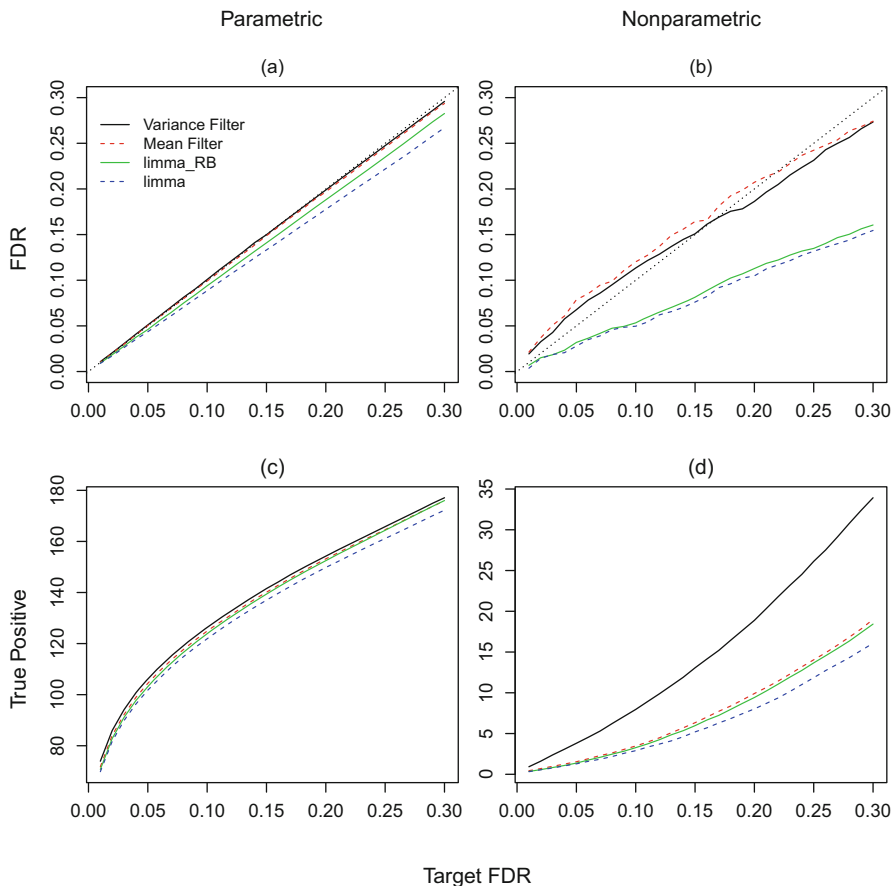 Parametric
Nonparametric
(a)
(b)
FDR
0.00 0.05 0.10 0.15 0.20 0.25 0.30
Variance Filter
Mean Filter
limma_RB
limma
0.00 0.05 0.10 0.15 0.20 0.25 0.30
0.00 0.05 0.10 0.15 0.20 0.25 0.30
0.00 0.05 0.10 0.15 0.20 0.25 0.30
(c)
(d)
True Positive
80 100 120 140 160 180
0.00 0.05 0.10 0.15 0.20 0.25 0.30
0 5 10 15 20 25 30 35
0.00 0.05 0.10 0.15 0.20 0.25 0.30
Target FDR